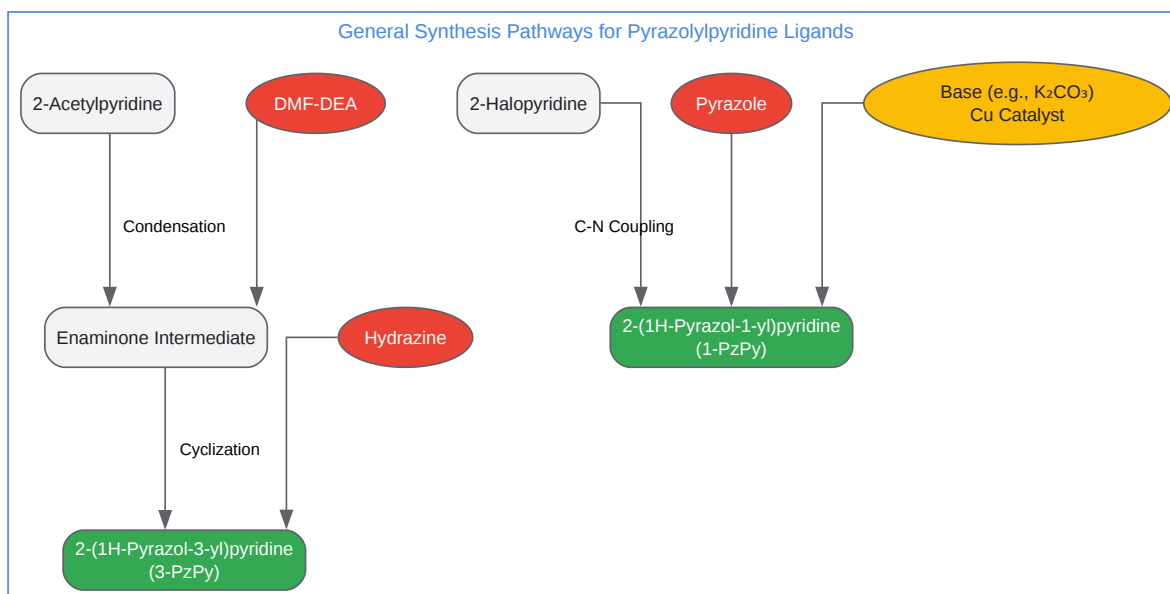 General Synthesis Pathways for Pyrazolylpyridine Ligands
2-Acetylpyridine
DMF-DEA
2-Halopyridine
Pyrazole
Base (e.g., K₂CO₃)
Cu Catalyst
Condensation
C-N Coupling
Enaminone Intermediate
Hydrazine
2-(1H-Pyrazol-1-yl)pyridine
(1-PzPy)
Cyclization
2-(1H-Pyrazol-3-yl)pyridine
(3-PzPy)